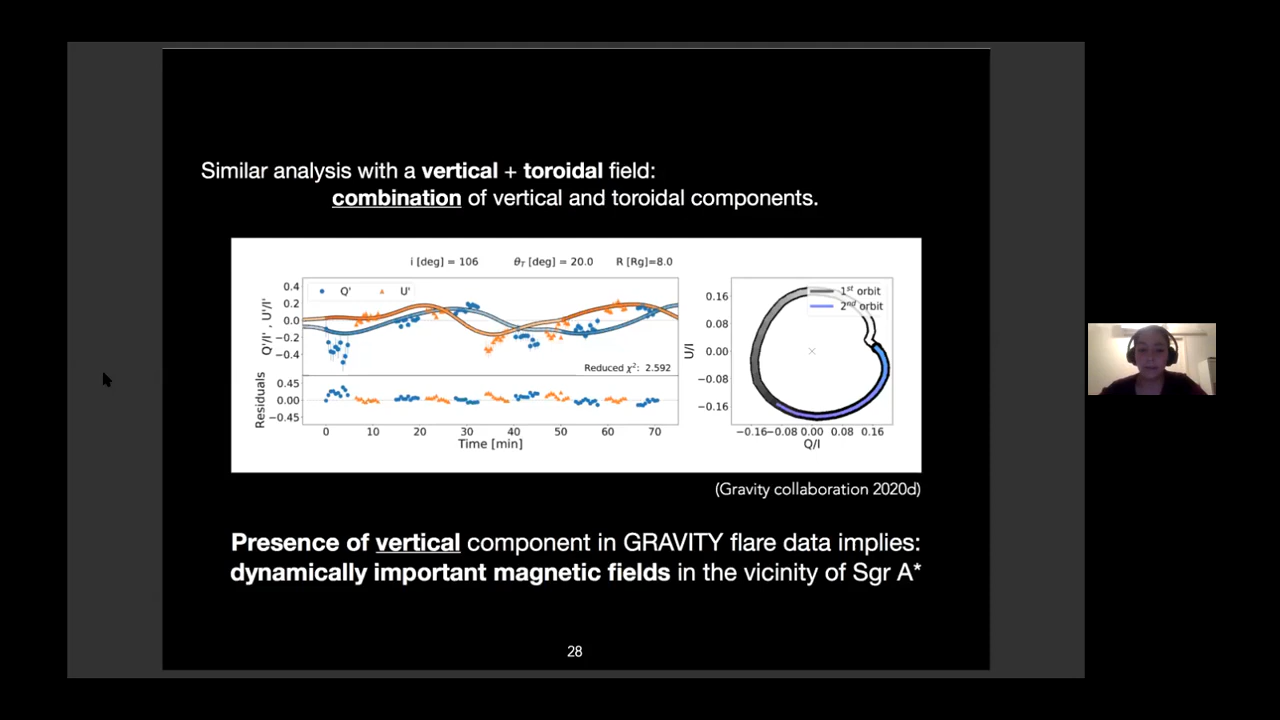 Similar analysis with a vertical + toroidal field:
combination of vertical and toroidal components.
i [deg] = 106 θT [deg] = 20.0 R [Rg]=8.0
Q' U'
Q'/I' , U'/I'
0.4
0.2
0.0
−0.2
−0.4
Reduced χ²: 2.592
Residuals
0.45
0.00
−0.45
0 10 20 30 40 50 60 70
Time [min]
1st orbit
2nd orbit
U/I
0.16
0.08
0.00
−0.08
−0.16
−0.16 −0.08 0.00 0.08 0.16
Q/I
(Gravity collaboration 2020d)
Presence of vertical component in GRAVITY flare data implies:
dynamically important magnetic fields in the vicinity of Sgr A*
28